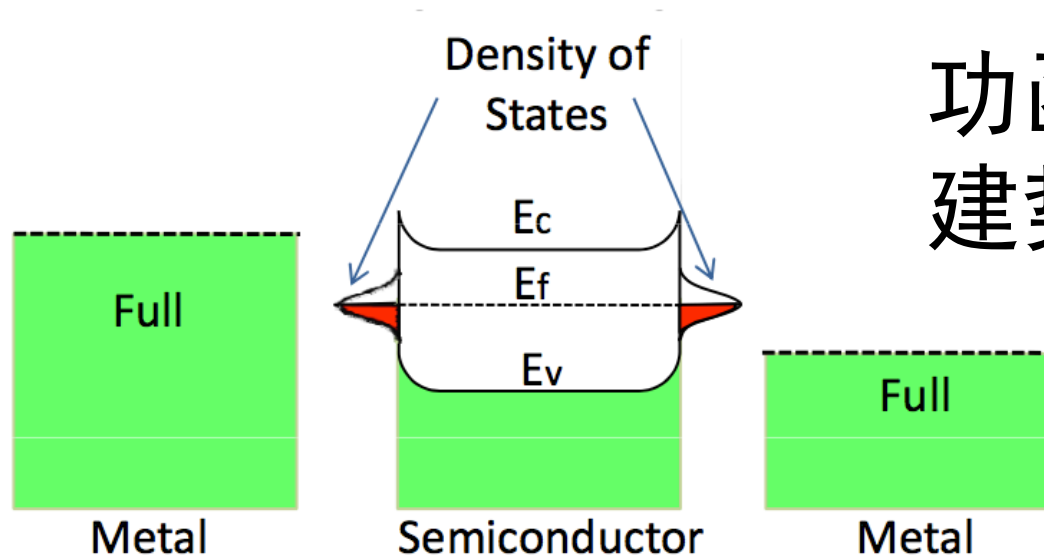 Density of
States
功
建
Ec
Ef
Full
Ev
Full
Metal
Semiconductor
Metal